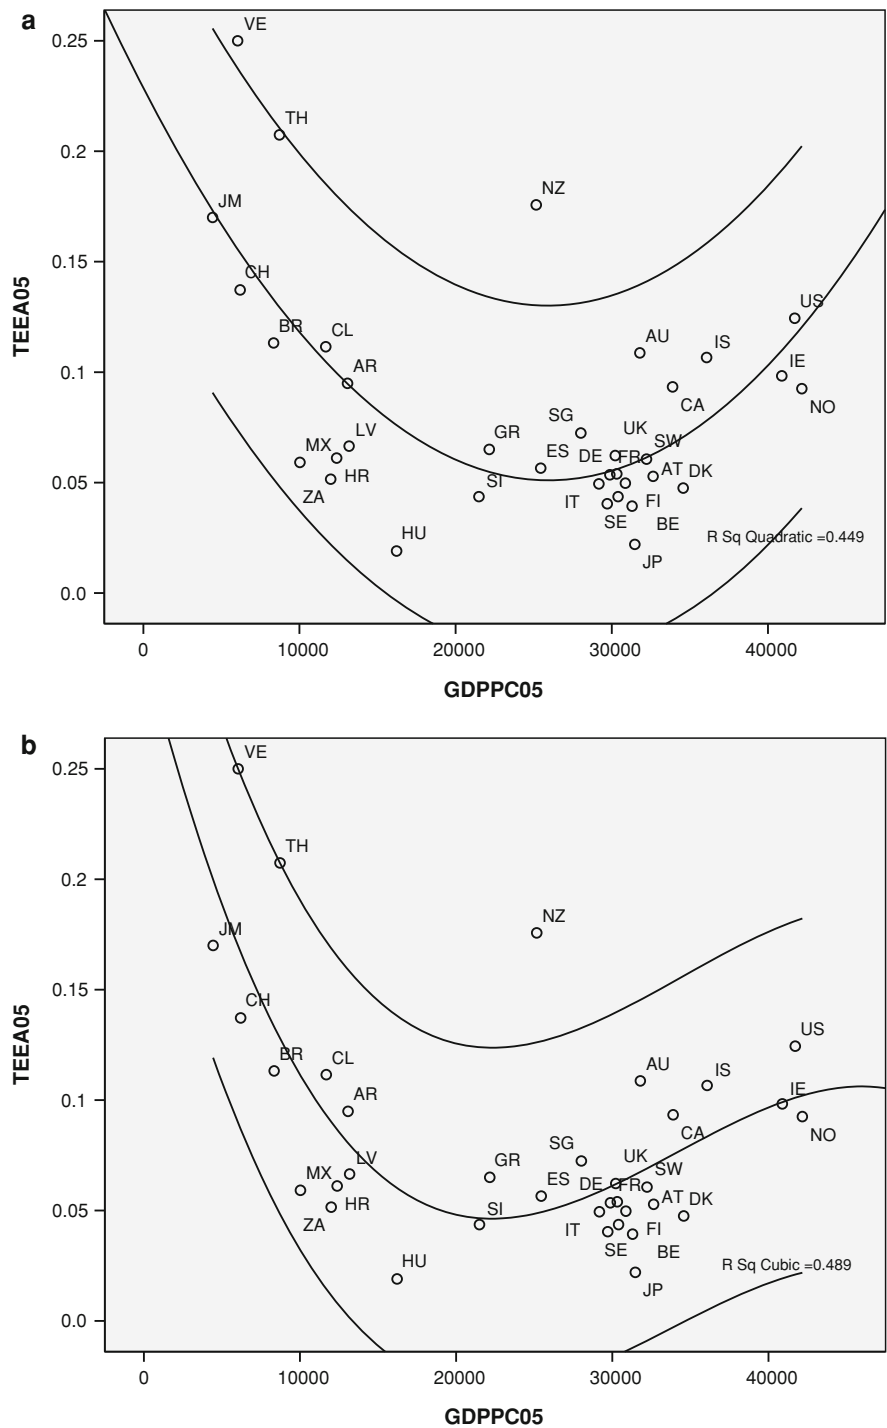 a
0.25
0.2
0.15
0.1
0.05
0.0
TEEA05
VE
TH
NZ
JM
CH
US
BR
CL
AU
IS
AR
IE
CA
NO
SG
UK
LV
GR
SW
MX
ES
DE
FR
AT
DK
HR
SI
ZA
IT
FI
SE
BE
HU
R Sq Quadratic =0.449
JP
0
10000
20000
30000
40000
GDPPC05
b
0.25
0.2
0.15
0.1
0.05
0.0
TEEA05
VE
TH
NZ
JM
CH
US
BR
CL
AU
IS
AR
IE
CA
NO
SG
UK
LV
GR
SW
MX
ES
DE
FR
AT
DK
HR
SI
ZA
IT
FI
SE
BE
HU
R Sq Cubic =0.489
JP
0
10000
20000
30000
40000
GDPPC05